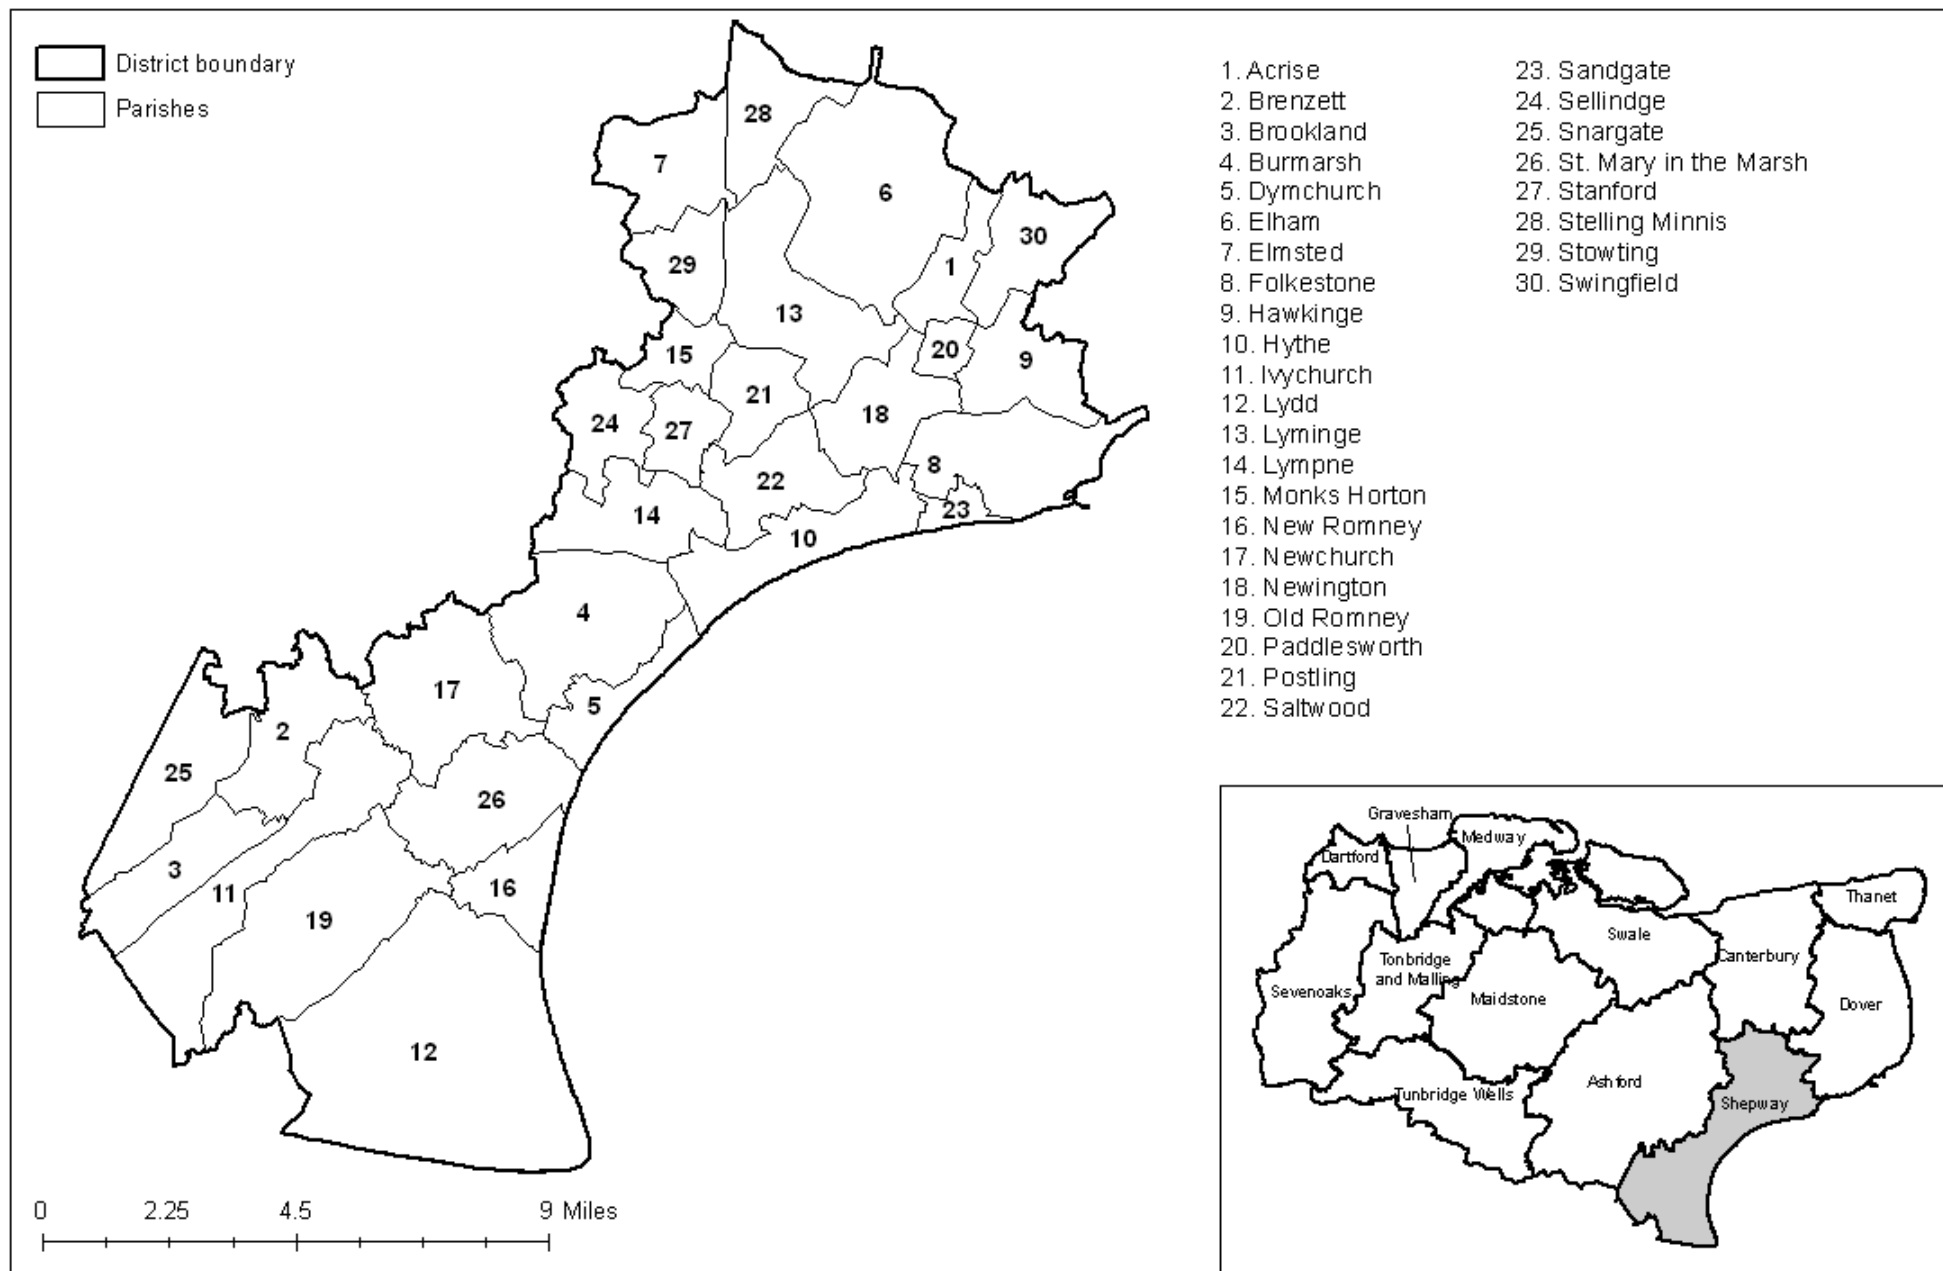 District boundary
Parishes
28
7
6
30
29
1
13
15
20
9
21
18
24
27
8
22
23
14
10
4
17
5
2
25
26
3
11
16
19
12
0 2.25 4.5 9 Miles
1. Acrise
2. Brenzett
3. Brookland
4. Burmarsh
5. Dymchurch
6. Elham
7. Elmsted
8. Folkestone
9. Hawkinge
10. Hythe
11. Ivychurch
12. Lydd
13. Lyminge
14. Lympne
15. Monks Horton
16. New Romney
17. Newchurch
18. Newington
19. Old Romney
20. Paddlesworth
21. Postling
22. Saltwood
23. Sandgate
24. Sellindge
25. Snargate
26. St. Mary in the Marsh
27. Stanford
28. Stelling Minnis
29. Stowting
30. Swingfield
Gravesham
Medway
Dartford
Thanet
Swale
Canterbury
Tonbridge
and Malling
Sevenoaks
Maidstone
Dover
Ashford
Tunbridge Wells
Shepway